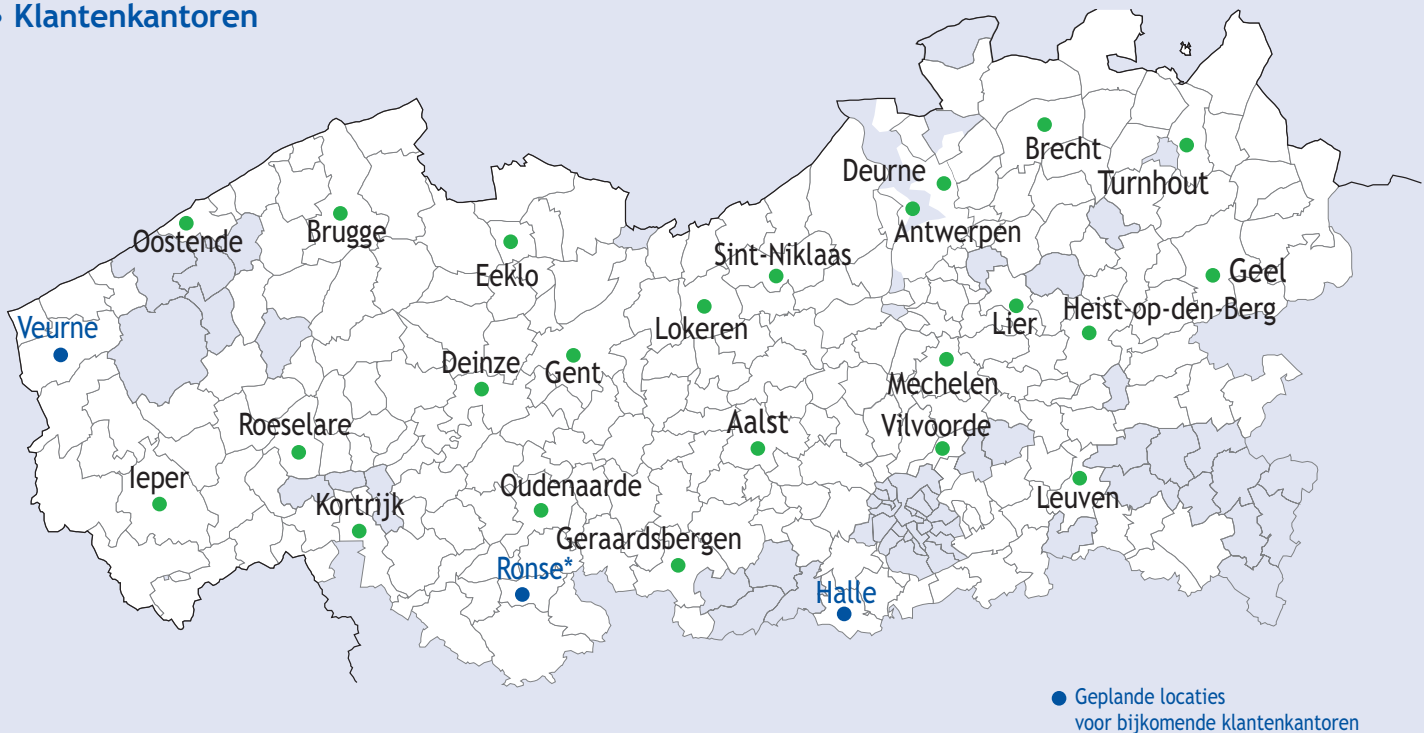 • Klantenkantoren
Brecht
Deurne
Turnhout
Oostende
Brugge
Antwerpen
Sint-Niklaas
Eeklo
Geel
Heist-op-den-Berg
Veurne
Lokeren
Lier
Deinze
Gent
Mechelen
Roeselare
Aalst
Vilvoorde
Ieper
Oudenaarde
Kortrijk
Leuven
Geraardsbergen
Ronse*
Halle
Geplande locaties
voor bijkomende klantenkantoren